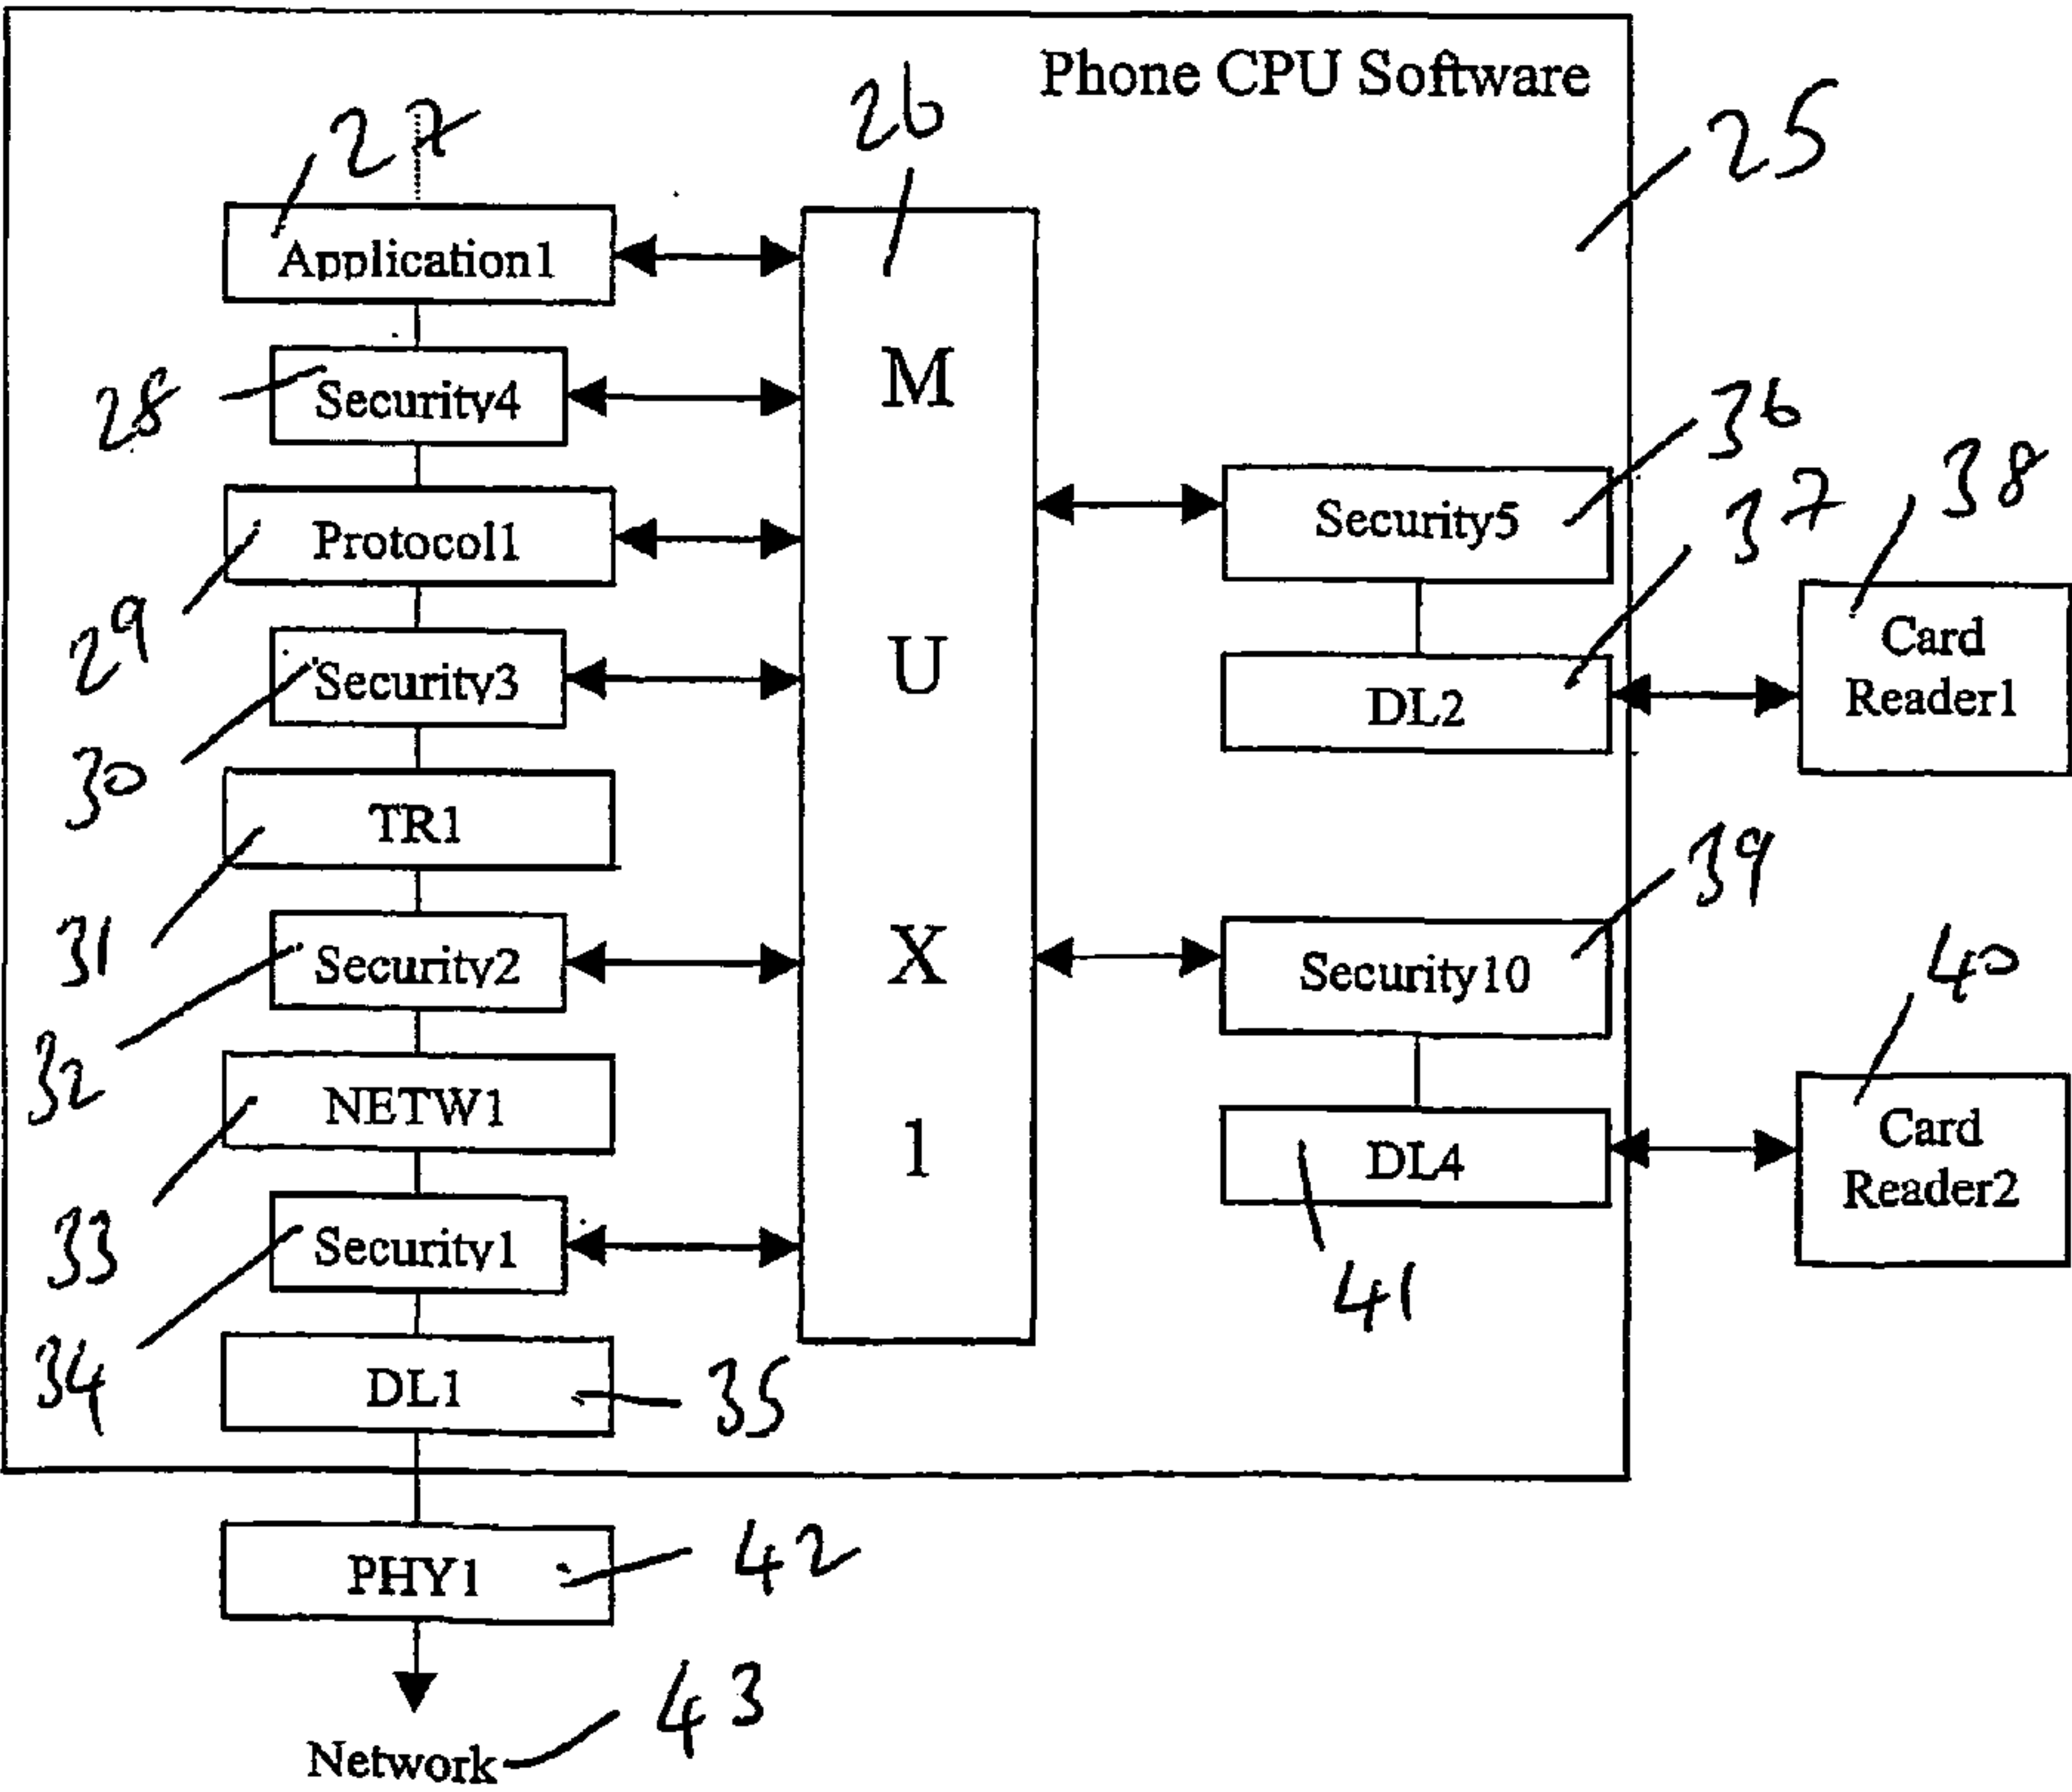 Phone CPU Software
25
26
27
Application1
28
Security4
29
Protocol1
30
Security3
31
TR1
32
Security2
33
NETW1
34
Security1
35
DL1
M
U
X
1
36
Security5
37
DL2
38
Card
Reader1
39
Security10
40
Card
Reader2
41
DL4
42
PHY1
43
Network